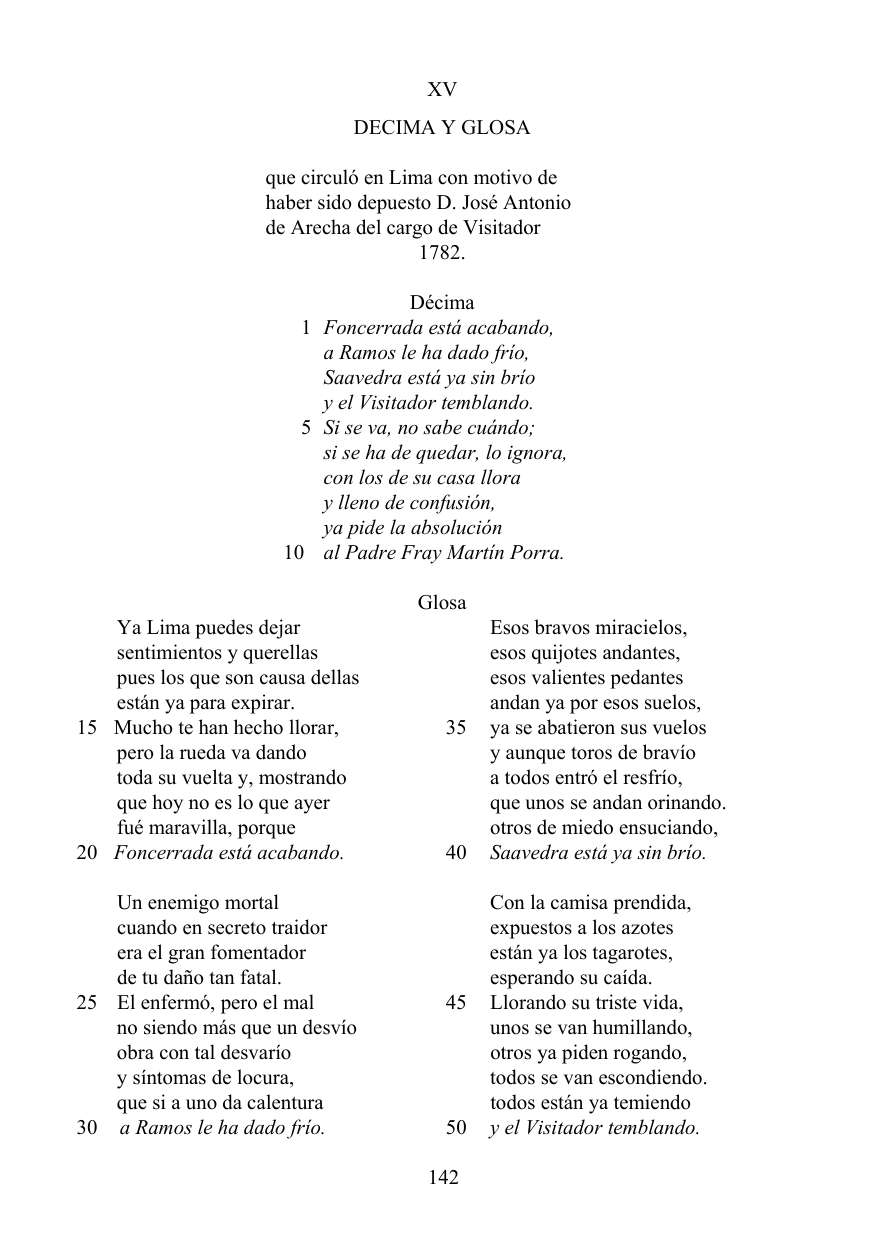 XV
DECIMA Y GLOSA
que circuló en Lima con motivo de
haber sido depuesto D. José Antonio
de Arecha del cargo de Visitador
1782.
Décima
1 Foncerrada está acabando,
a Ramos le ha dado frío,
Saavedra está ya sin brío
y el Visitador temblando.
5 Si se va, no sabe cuándo;
si se ha de quedar, lo ignora,
con los de su casa llora
y lleno de confusión,
ya pide la absolución
10 al Padre Fray Martín Porra.
Glosa
Ya Lima puedes dejar
sentimientos y querellas
pues los que son causa dellas
están ya para expirar.
15 Mucho te han hecho llorar,
pero la rueda va dando
toda su vuelta y, mostrando
que hoy no es lo que ayer
fué maravilla, porque
20 Foncerrada está acabando.
Un enemigo mortal
cuando en secreto traidor
era el gran fomentador
de tu daño tan fatal.
25 El enfermó, pero el mal
no siendo más que un desvío
obra con tal desvarío
y síntomas de locura,
que si a uno da calentura
30 a Ramos le ha dado frío.
Esos bravos miracielos,
esos quijotes andantes,
esos valientes pedantes
andan ya por esos suelos,
35 ya se abatieron sus vuelos
y aunque toros de bravío
a todos entró el resfrío,
que unos se andan orinando.
otros de miedo ensuciando,
40 Saavedra está ya sin brío.
Con la camisa prendida,
expuestos a los azotes
están ya los tagarotes,
esperando su caída.
45 Llorando su triste vida,
unos se van humillando,
otros ya piden rogando,
todos se van escondiendo.
todos están ya temiendo
50 y el Visitador temblando.
142